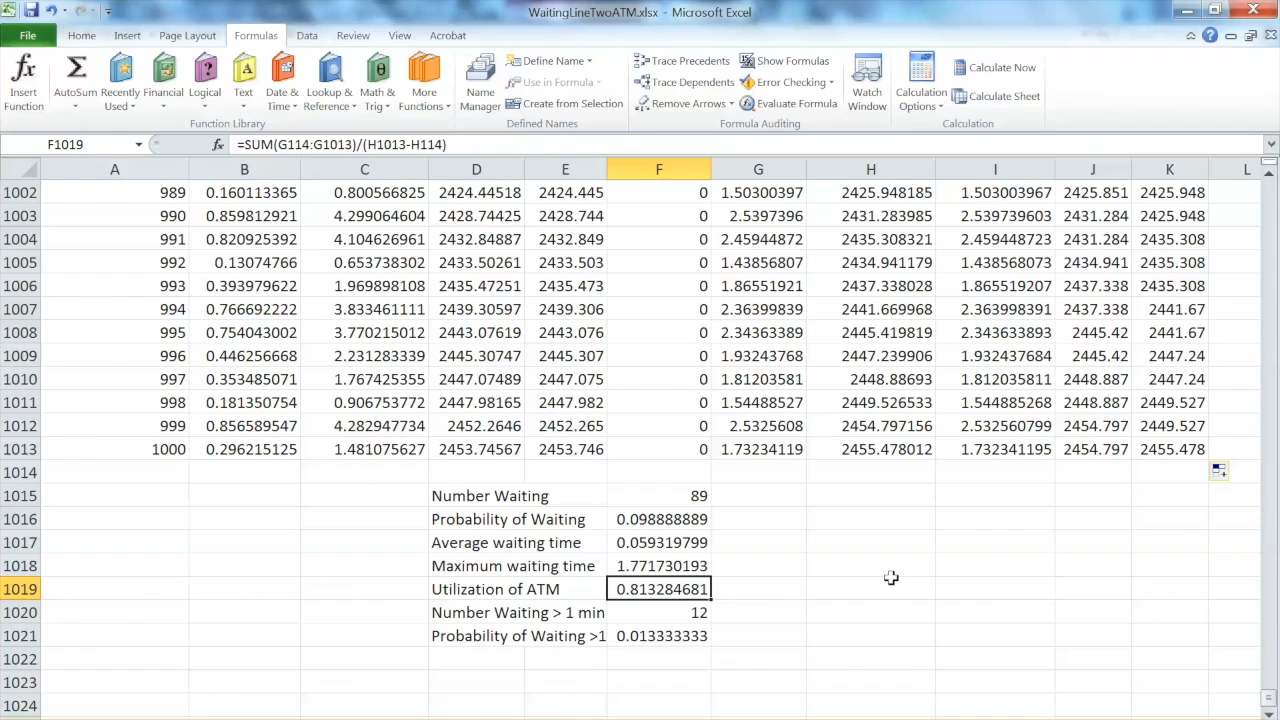 WaitingLineTwoATM.xlsx - Microsoft Excel
File Home Insert Page Layout Formulas Data Review View Acrobat
fx Σ ? A θ
Insert Function AutoSum Recently Used Financial Logical Text Date & Time Lookup & Reference Math & Trig More Functions
Name Manager Define Name Use in Formula Create from Selection
Trace Precedents Trace Dependents Remove Arrows Show Formulas Error Checking Evaluate Formula
Watch Window Calculation Options Calculate Now Calculate Sheet
Function Library Defined Names Formula Auditing Calculation
F1019 fx =SUM(G114:G1013)/(H1013-H114)
A B C D E F G H I J K L
1002 989 0.160113365 0.800566825 2424.44518 2424.445 0 1.50300397 2425.948185 1.503003967 2425.851 2425.948
1003 990 0.859812921 4.299064604 2428.74425 2428.744 0 2.5397396 2431.283985 2.539739603 2431.284 2425.948
1004 991 0.820925392 4.104626961 2432.84887 2432.849 0 2.45944872 2435.308321 2.459448723 2431.284 2435.308
1005 992 0.13074766 0.653738302 2433.50261 2433.503 0 1.43856807 2434.941179 1.438568073 2434.941 2435.308
1006 993 0.393979622 1.969898108 2435.47251 2435.473 0 1.86551921 2437.338028 1.865519207 2437.338 2435.308
1007 994 0.766692222 3.833461111 2439.30597 2439.306 0 2.36399839 2441.669968 2.363998391 2437.338 2441.67
1008 995 0.754043002 3.770215012 2443.07619 2443.076 0 2.34363389 2445.419819 2.343633893 2445.42 2441.67
1009 996 0.446256668 2.231283339 2445.30747 2445.307 0 1.93243768 2447.239906 1.932437684 2445.42 2447.24
1010 997 0.353485071 1.767425355 2447.07489 2447.075 0 1.81203581 2448.88693 1.812035811 2448.887 2447.24
1011 998 0.181350754 0.906753772 2447.98165 2447.982 0 1.54488527 2449.526533 1.544885268 2448.887 2449.527
1012 999 0.856589547 4.282947734 2452.2646 2452.265 0 2.5325608 2454.797156 2.532560799 2454.797 2449.527
1013 1000 0.296215125 1.481075627 2453.74567 2453.746 0 1.73234119 2455.478012 1.732341195 2454.797 2455.478
1014
1015 Number Waiting 89
1016 Probability of Waiting 0.098888889
1017 Average waiting time 0.059319799
1018 Maximum waiting time 1.771730193
1019 Utilization of ATM 0.813284681
1020 Number Waiting > 1 min 12
1021 Probability of Waiting >1 0.013333333
1022
1023
1024